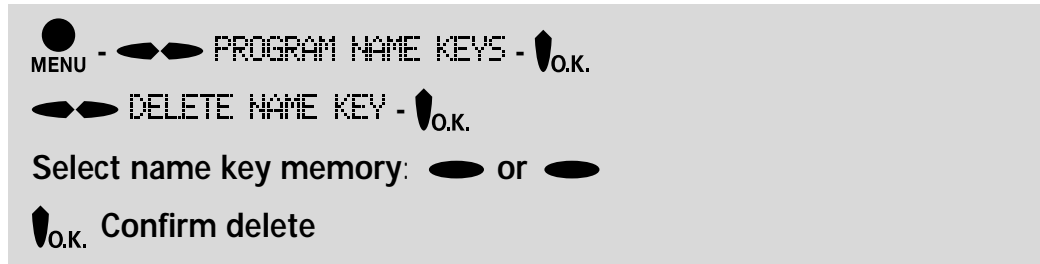 MENU - PROGRAM NAME KEYS - O.K.
DELETE NAME KEY - O.K.
Select name key memory: or
O.K. Confirm delete